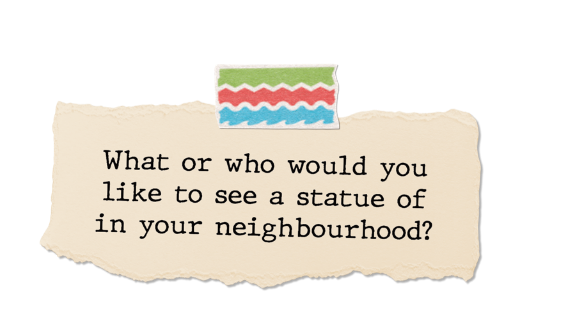 What or who would you
like to see a statue of
in your neighbourhood?